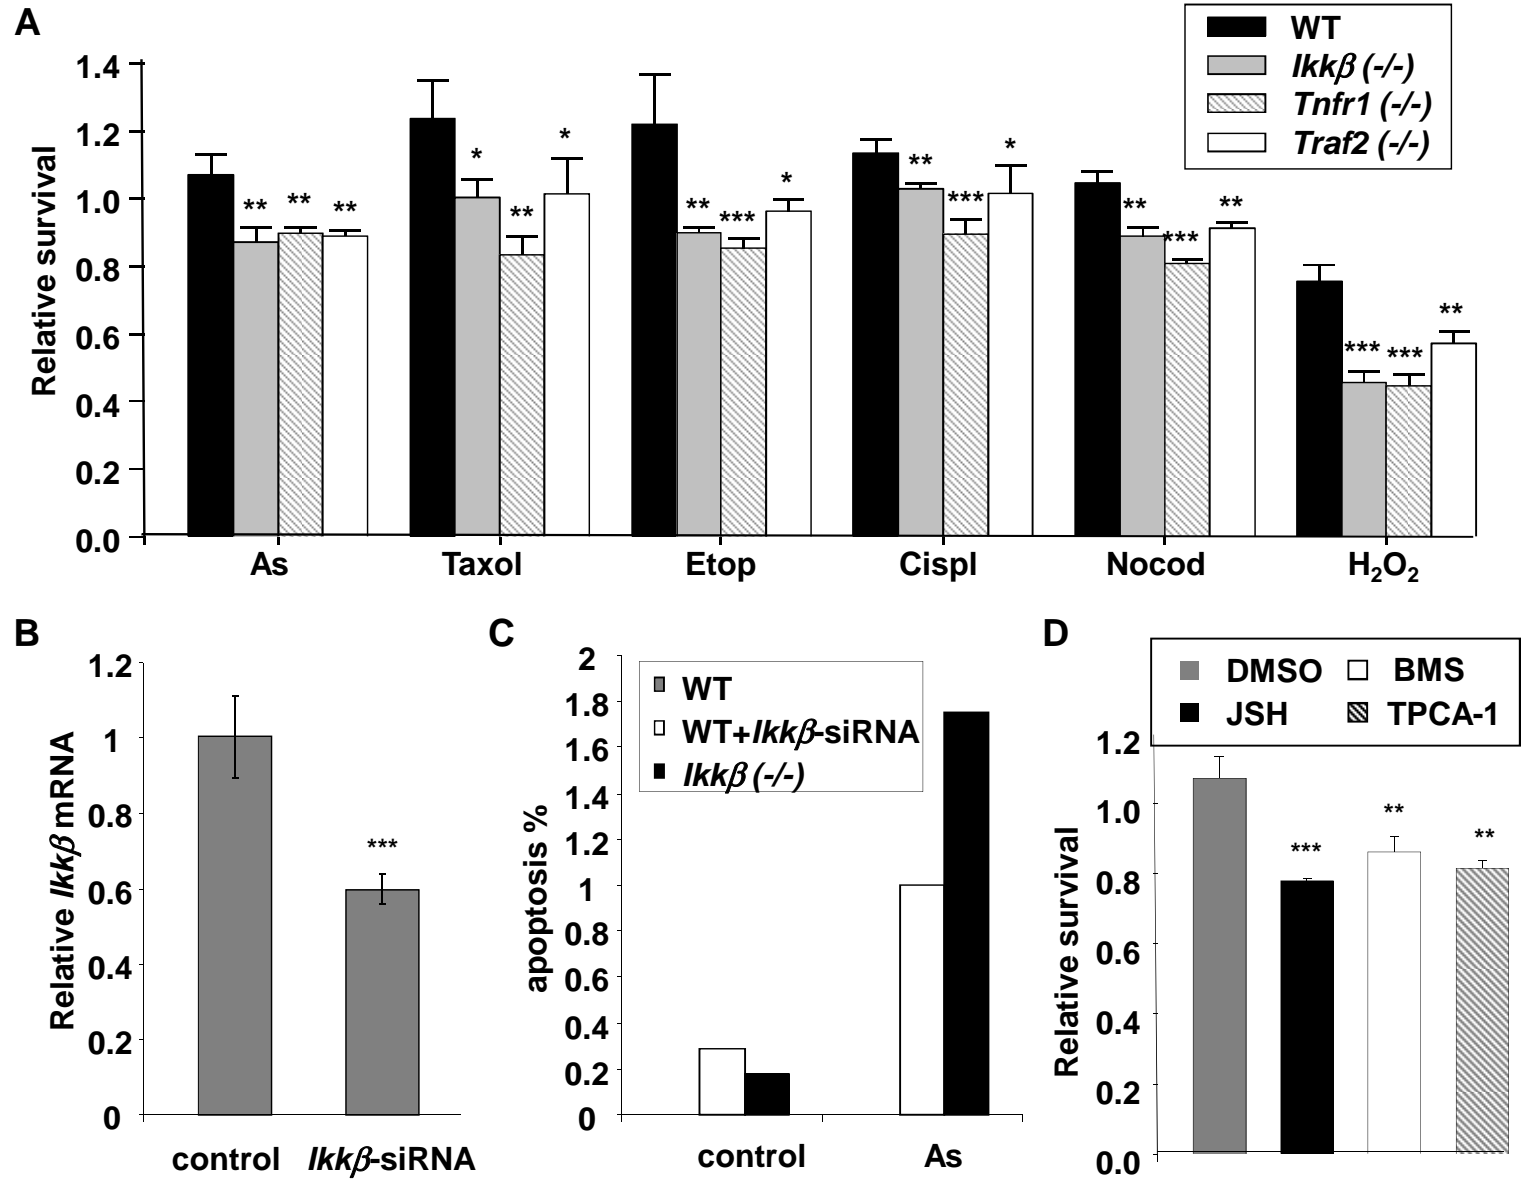 A
WT
Ikkβ (-/-)
Tnfr1 (-/-)
Traf2 (-/-)
Relative survival
1.4
1.2
1.0
0.8
0.6
0.4
0.2
0.0
** ** **
* ** *
** *** *
** *** *
** *** **
*** *** **
As Taxol Etop Cispl Nocod H₂O₂
B
Relative Ikkβ mRNA
1.2
1
0.8
0.6
0.4
0.2
0
***
control Ikkβ-siRNA
C
apoptosis %
2
1.8
1.6
1.4
1.2
1
0.8
0.6
0.4
0.2
0
WT
WT+Ikkβ-siRNA
Ikkβ (-/-)
control As
D
DMSO BMS
JSH TPCA-1
Relative survival
1.2
1.0
0.8
0.6
0.4
0.2
0.0
*** ** **